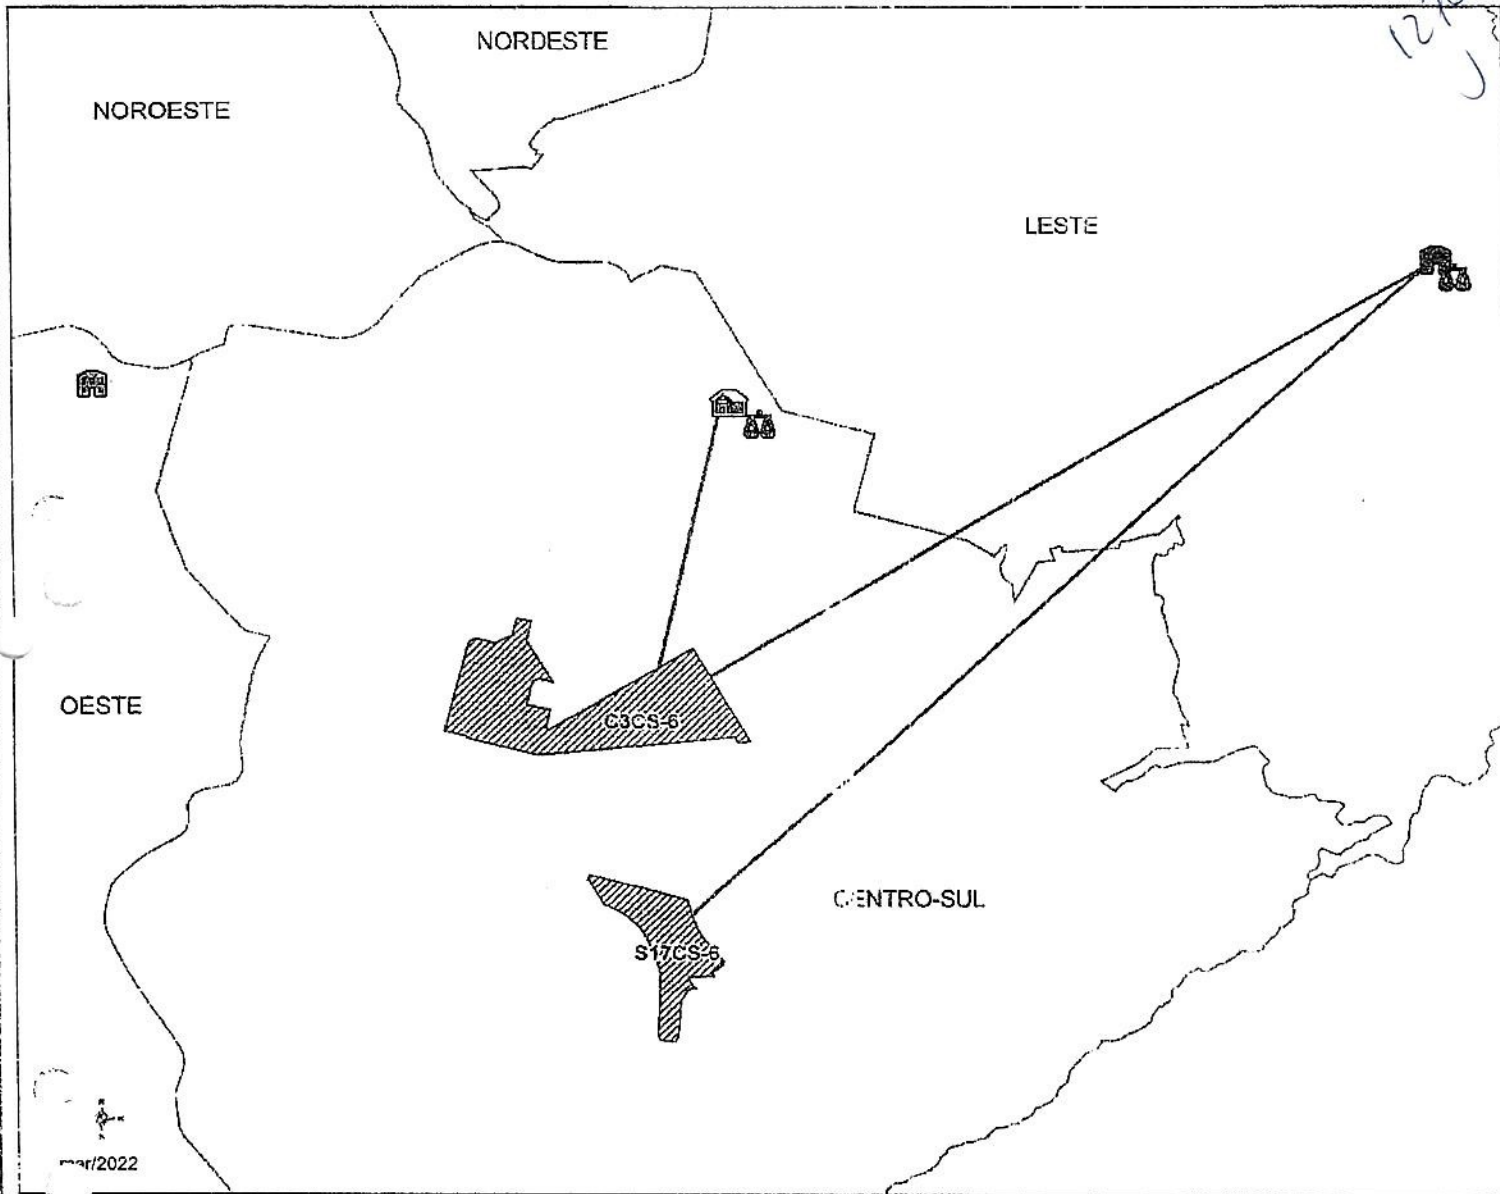 NORDESTE
NOROESTE
LESTE
C3CS-6
OESTE
CENTRO-SUL
S17CS-6
mar/2022